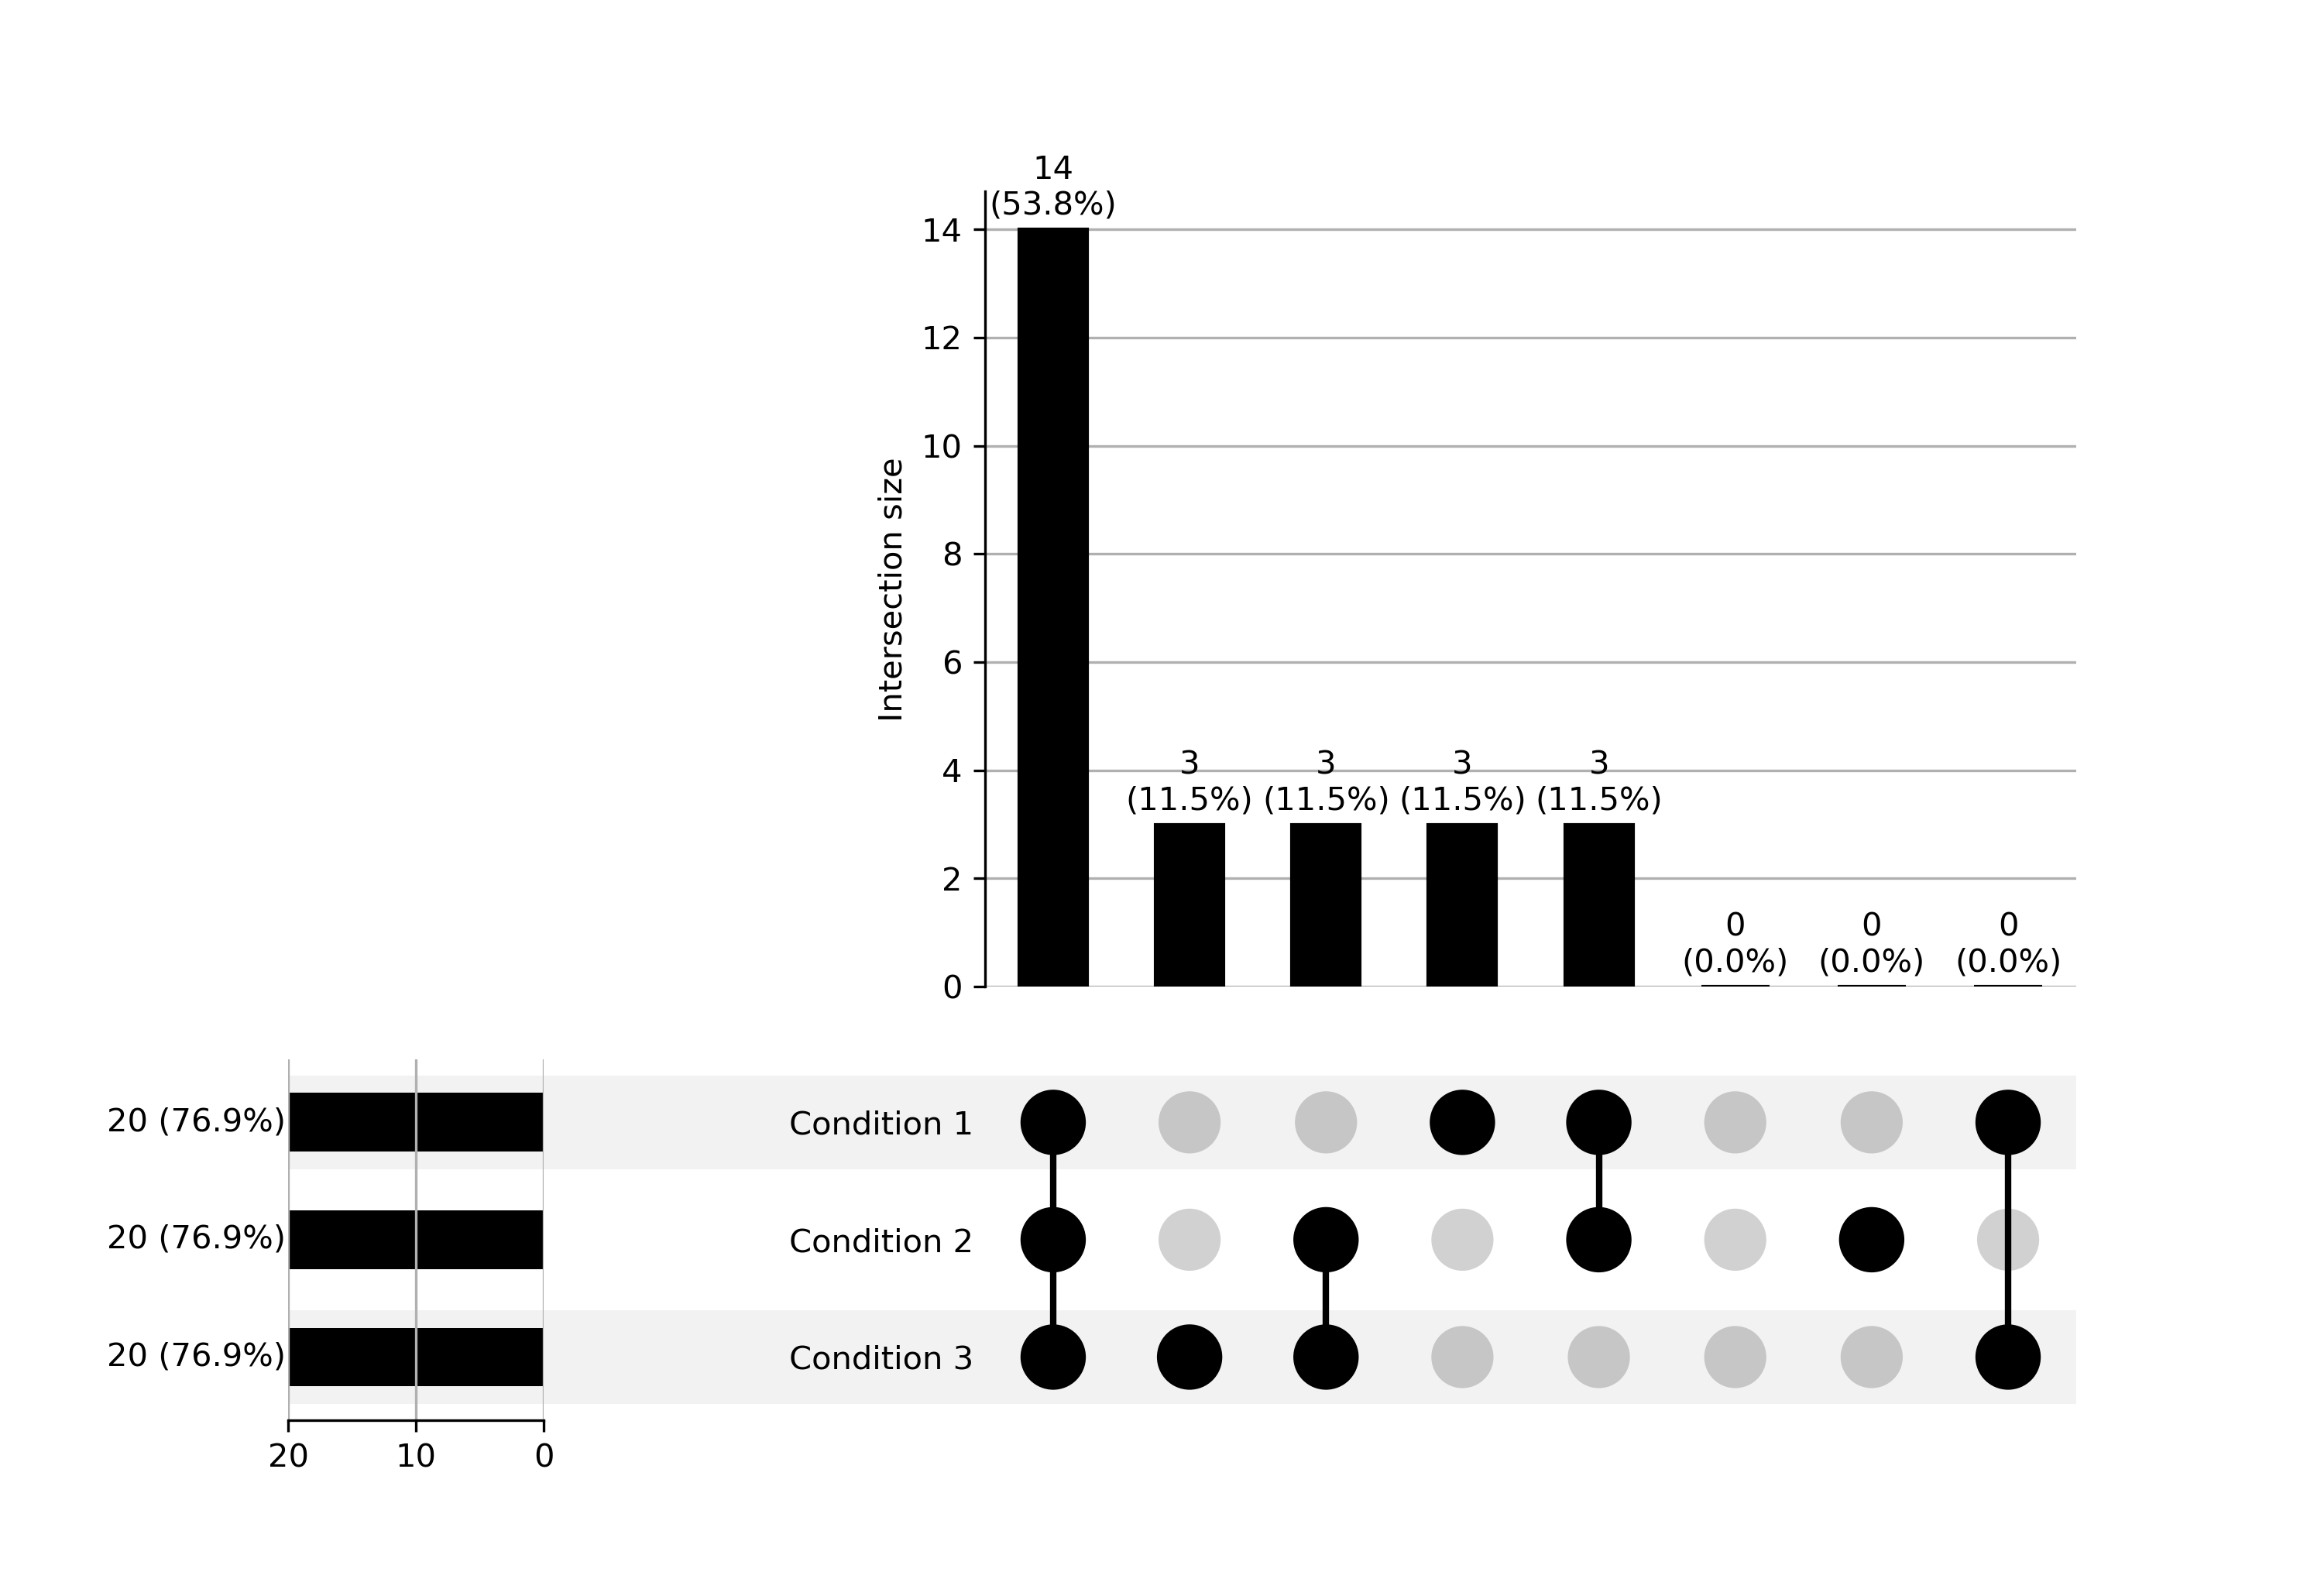 14
(53.8%)
14
12
10
8
6
4
2
0
Intersection size
3 3 3 3
(11.5%) (11.5%) (11.5%) (11.5%)
0 0 0
(0.0%) (0.0%) (0.0%)
20 (76.9%) Condition 1
20 (76.9%) Condition 2
20 (76.9%) Condition 3
20 10 0